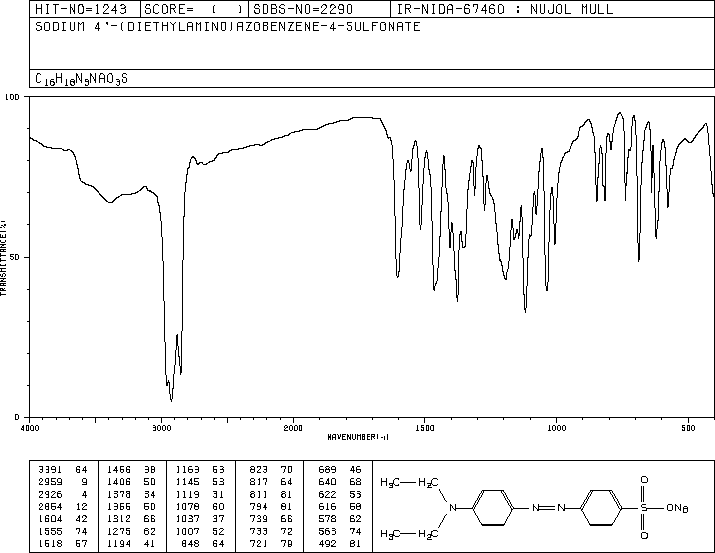 HIT-NO=1243 SCORE= ( ) SDBS-NO=2290 IR-NIDA-67460 : NUJOL MULL
SODIUM 4'-(DIETHYLAMINO)AZOBENZENE-4-SULFONATE
C16H18N3NAO3S
100
TRANSMITTANCE(%)
50
0
4000 3000 2000 1500 1000 500
WAVENUMBER(-1)
3391 64 1466 38 1163 53 823 70 689 46
2959 9 1406 50 1145 53 817 64 640 68
2926 4 1378 34 1119 31 811 81 622 53
2854 12 1366 50 1078 60 794 81 616 68
1604 42 1312 66 1037 37 739 66 578 62
1555 74 1275 62 1007 52 733 72 563 74
1518 57 1194 41 848 64 721 79 492 81
H3C H2C
N N N S ONa
O
O
H3C H2C